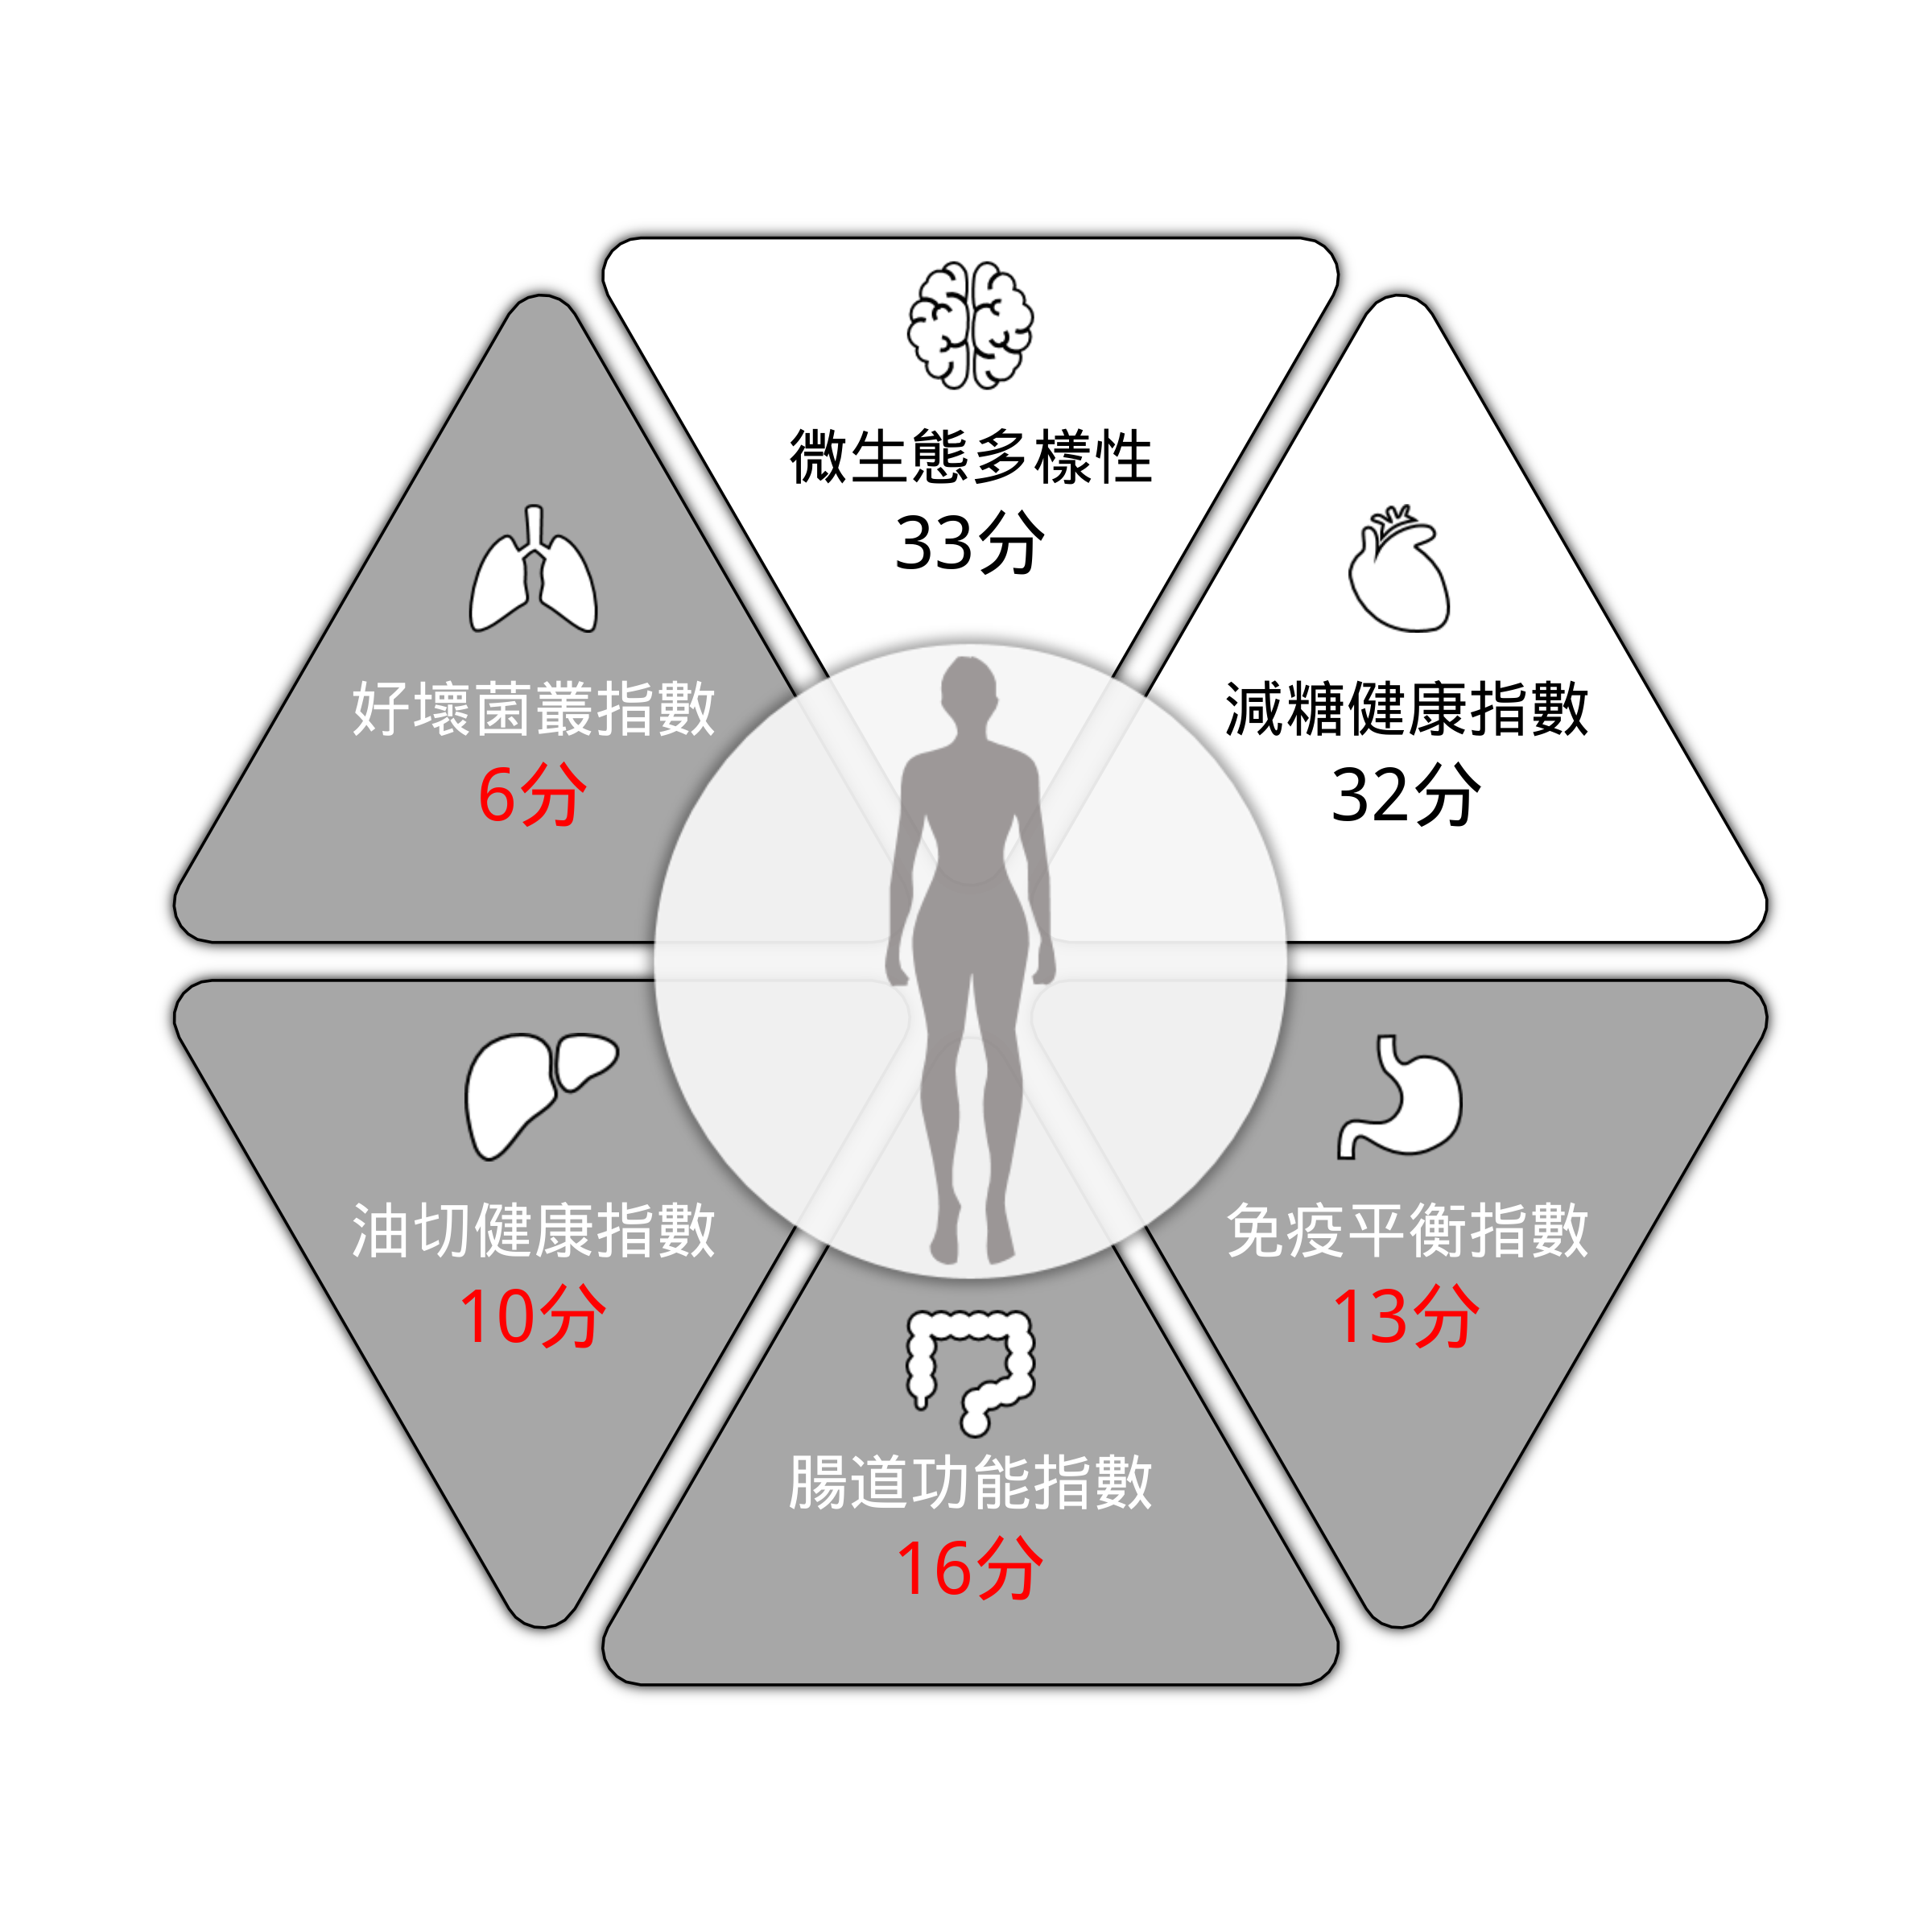 微生態多樣性
33分
好壞菌叢指數
6分
減糖健康指數
32分
油切健康指數
10分
免疫平衡指數
13分
腸道功能指數
16分